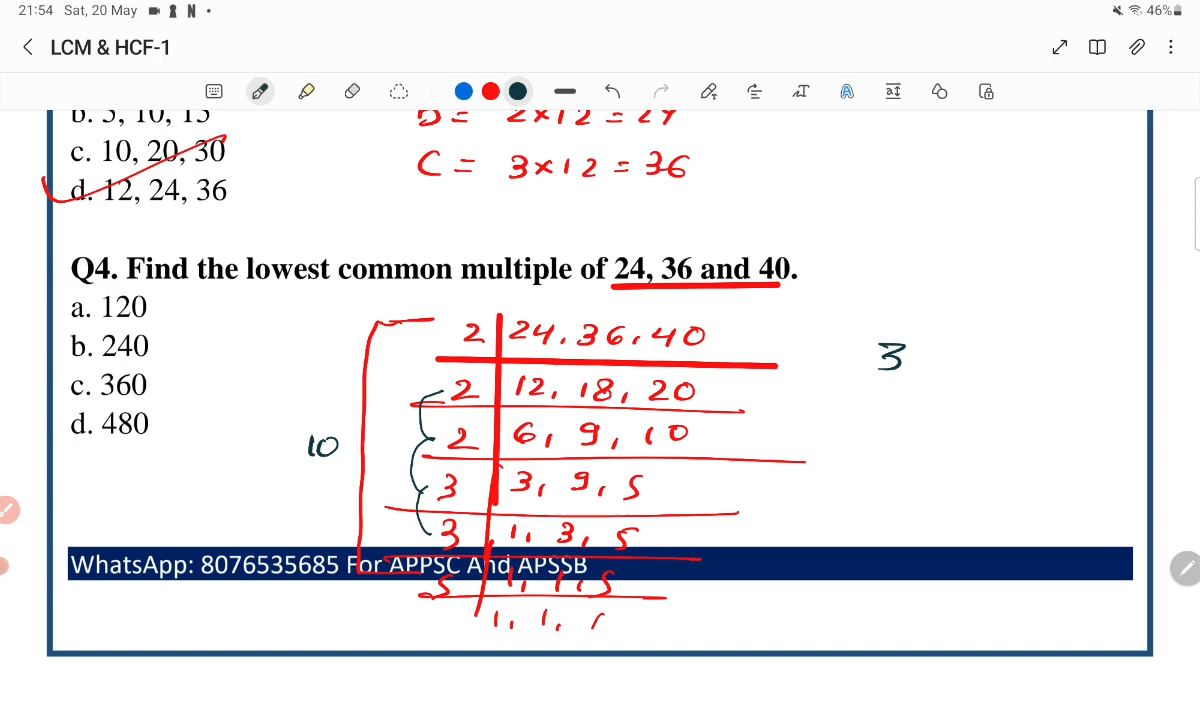 21:54 Sat, 20 May N 46%
LCM & HCF-1
b. 5, 10, 15
c. 10, 20, 30
d. 12, 24, 36
B = 2×12 = 24
C = 3×12 = 36
Q4. Find the lowest common multiple of 24, 36 and 40.
a. 120
b. 240
c. 360
d. 480
10
2 | 24, 36, 40
2 | 12, 18, 20
2 | 6, 9, 10
3 | 3, 9, 5
3 | 1, 3, 5
5 | 1, 1, 5
1, 1, 1
3
WhatsApp: 8076535685 For APPSC And APSSB